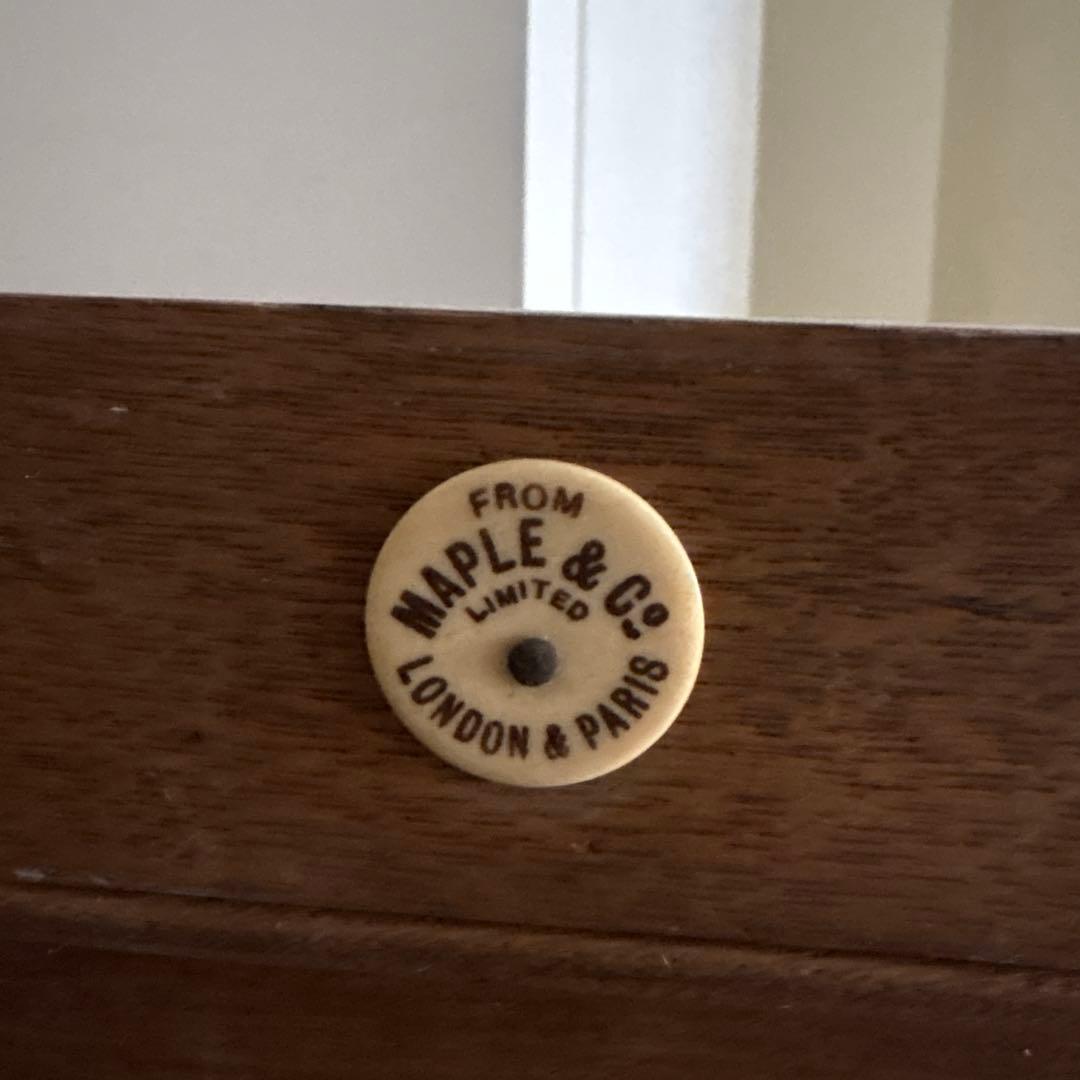 FROM
MAPLE & Cº.
LIMITED
LONDON & PARIS